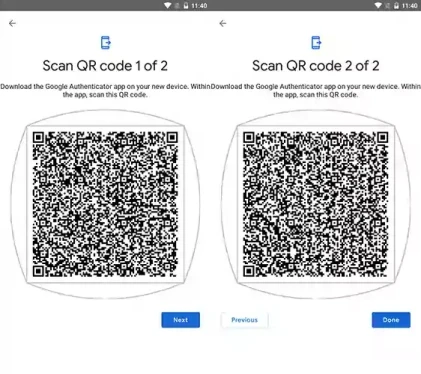 11:40
Scan QR code 1 of 2
Download the Google Authenticator app on your new device. Within
the app, scan this QR code.
Next
11:40
Scan QR code 2 of 2
Download the Google Authenticator app on your new device. Within
the app, scan this QR code.
Previous
Done